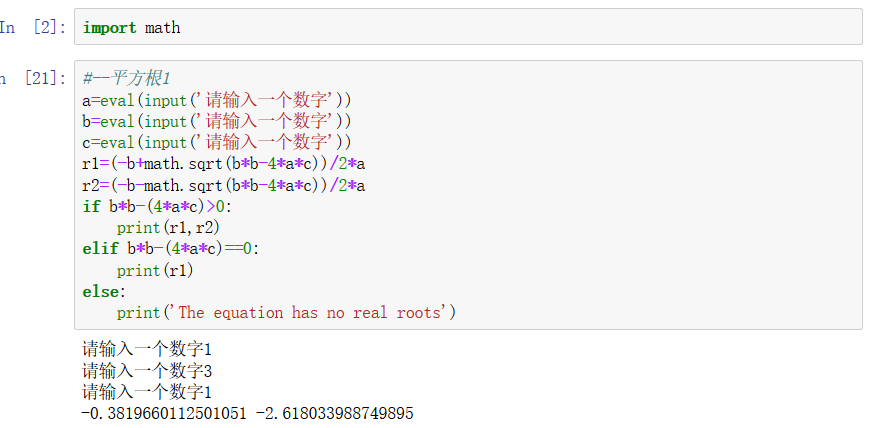 In [2]:
import math
n [21]:
#--平方根1
a=eval(input('请输入一个数字'))
b=eval(input('请输入一个数字'))
c=eval(input('请输入一个数字'))
r1=(-b+math.sqrt(b*b-4*a*c))/2*a
r2=(-b-math.sqrt(b*b-4*a*c))/2*a
if b*b-(4*a*c)>0:
    print(r1,r2)
elif b*b-(4*a*c)==0:
    print(r1)
else:
    print('The equation has no real roots')
请输入一个数字1
请输入一个数字3
请输入一个数字1
-0.3819660112501051 -2.618033988749895